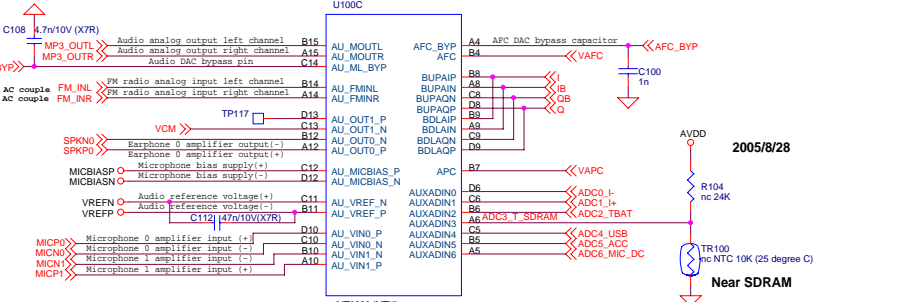 U100C
C108 4.7n/10V (X7R)
MP3_OUTL Audio analog output left channel B15 AU_MOUTL
MP3_OUTR Audio analog output right channel A15 AU_MOUTR
BYP Audio DAC bypass pin C14 AU_ML_BYP
AC couple FM_INL FM radio analog input left channel B14 AU_FMINL
AC couple FM_INR FM radio analog input right channel A14 AU_FMINR
TP117 D13 AU_OUT1_P
VCM C13 AU_OUT1_N
SPKN0 Earphone 0 amplifier output(-) B12 AU_OUT0_N
SPKP0 Earphone 0 amplifier output(+) A12 AU_OUT0_P
MICBIASP Microphone bias supply(+) C12 AU_MICBIAS_P
MICBIASN Microphone bias supply(-) D12 AU_MICBIAS_N
VREFN Audio reference voltage(+) C11 AU_VREF_N
VREFP Audio reference voltage(-) B11 AU_VREF_P
C112 47n/10V(X7R)
MICP0 Microphone 0 amplifier input (+) D10 AU_VIN0_P
MICN0 Microphone 0 amplifier input (-) C10 AU_VIN0_N
MICN1 Microphone 1 amplifier input (-) B10 AU_VIN1_N
MICP1 Microphone 1 amplifier input (+) A10 AU_VIN1_P
AFC_BYP A4 AFC DAC bypass capacitor AFC_BYP
AFC B4 VAFC
C100
1n
BUPAIP B8 I
BUPAIN A8 IB
BUPAQN C8 QB
BUPAQP D8 Q
BDLAIP B9
BDLAIN A9
BDLAQN C9
BDLAQP D9
APC B7 VAPC
AUXADIN0 D6 ADC0_I-
AUXADIN1 C6 ADC1_I+
AUXADIN2 B6 ADC2_TBAT
AUXADIN3 A6 ADC3_T_SDRAM
AUXADIN4 C5 ADC4_USB
AUXADIN5 B5 ADC5_ACC
AUXADIN6 A5 ADC6_MIC_DC
AVDD
2005/8/28
R104
nc 24K
TR100
nc NTC 10K (25 degree C)
Near SDRAM